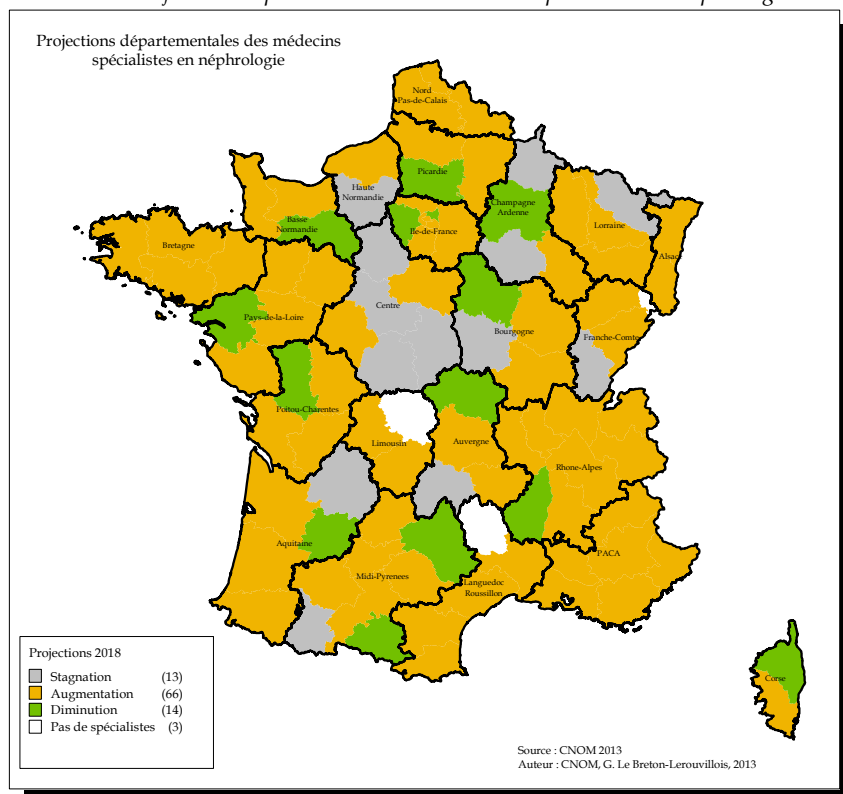 Projections départementales des médecins
spécialistes en néphrologie
Nord
Pas-de-Calais
Picardie
Haute
Normandie
Champagne
Ardenne
Basse
Normandie
Ile-de-France
Lorraine
Alsace
Bretagne
Centre
Pays-de-la-Loire
Bourgogne
Franche-Comte
Poitou-Charentes
Limousin
Auvergne
Rhone-Alpes
Aquitaine
PACA
Midi-Pyrenees
Languedoc
Roussillon
Corse
Projections 2018
Stagnation (13)
Augmentation (66)
Diminution (14)
Pas de spécialistes (3)
Source : CNOM 2013
Auteur : CNOM, G. Le Breton-Lerouvillois, 2013